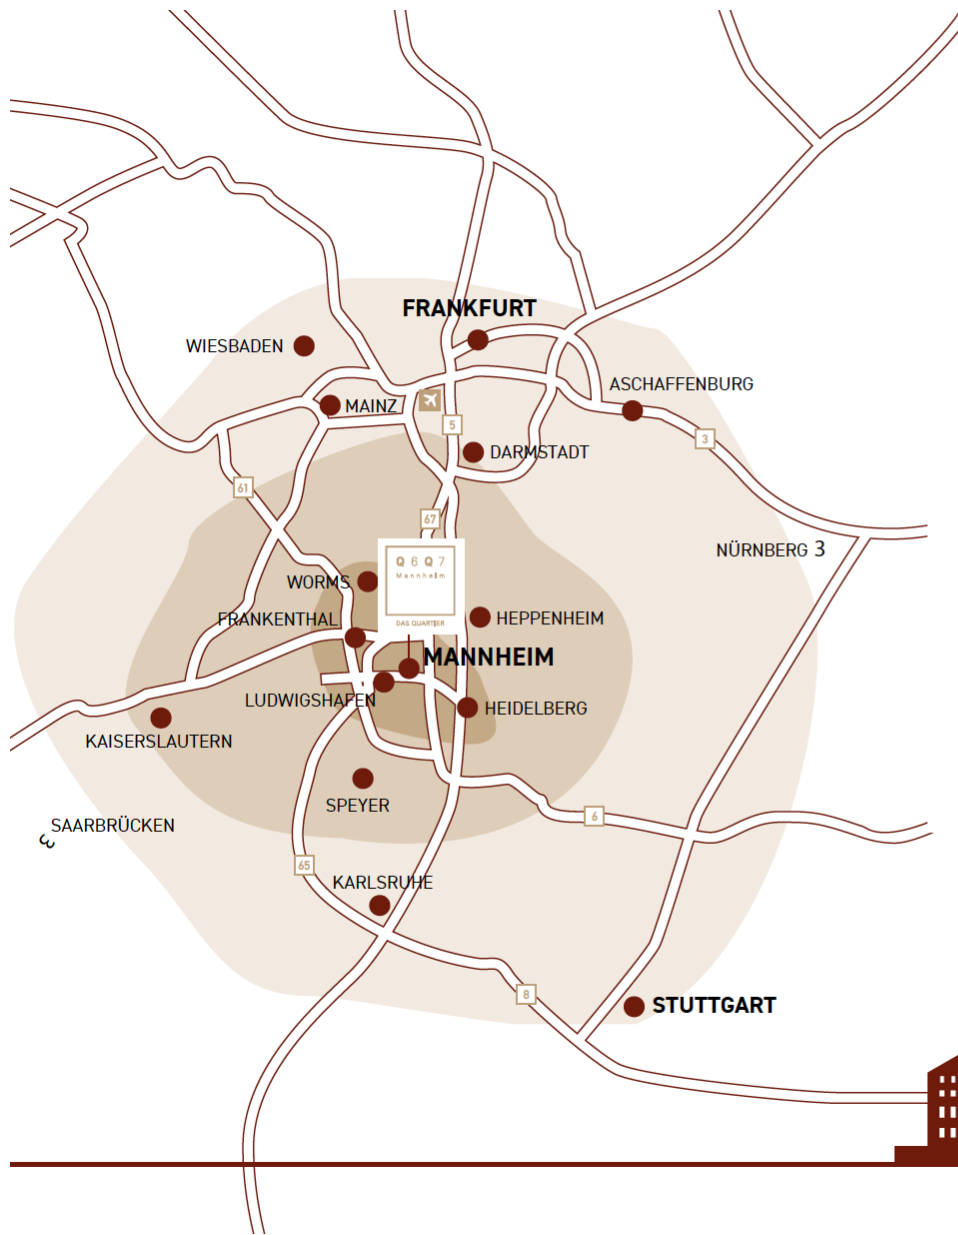 FRANKFURT
WIESBADEN
ASCHAFFENBURG
MAINZ
5
3
DARMSTADT
61
67
NÜRNBERG 3
Q 6 Q 7
Mannheim
WORMS
DAS QUARTIER
FRANKENTHAL
HEPPENHEIM
MANNHEIM
LUDWIGSHAFEN
HEIDELBERG
KAISERSLAUTERN
SPEYER
6
SAARBRÜCKEN
3
65
KARLSRUHE
8
STUTTGART